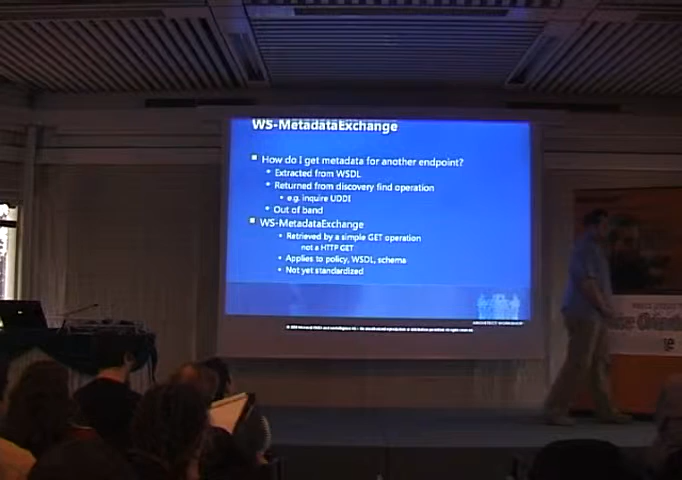 WS-MetadataExchange
How do I get metadata for another endpoint?
Extracted from WSDL
Returned from discovery find operation
e.g. inquire UDDI
Out of band
WS-MetadataExchange
Retrieved by a simple GET operation
not a HTTP GET
Applies to policy, WSDL, schema
Not yet standardized
ARCHITECT WORKSHOP